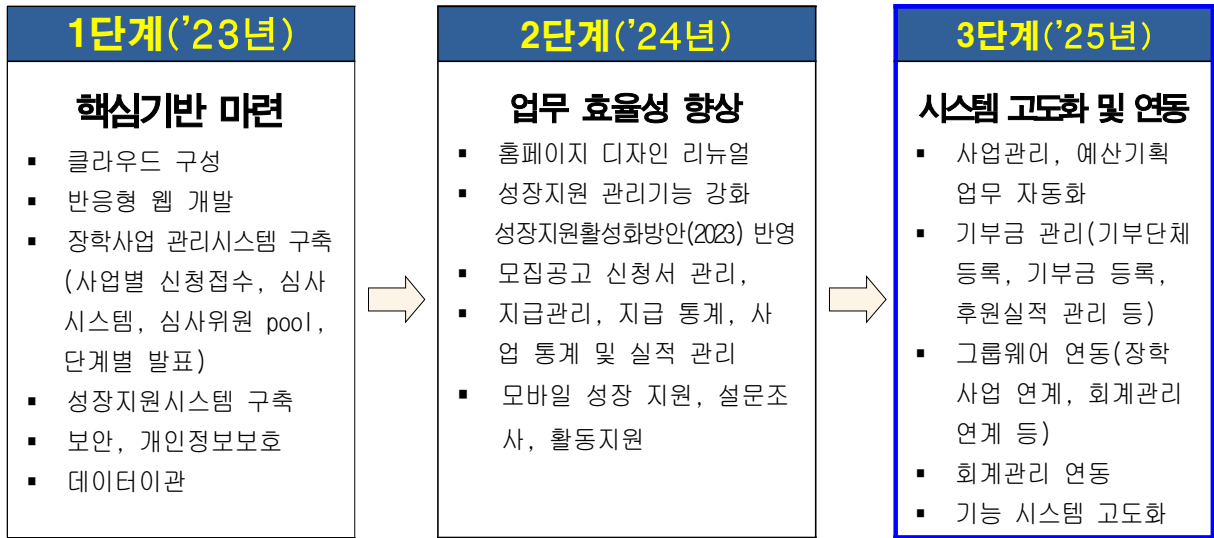 1단계(’23년)
핵심기반 마련
▪ 클라우드 구성
▪ 반응형 웹 개발
▪ 장학사업 관리시스템 구축
(사업별 신청접수, 심사
시스템, 심사위원 pool,
단계별 발표)
▪ 성장지원시스템 구축
▪ 보안, 개인정보보호
▪ 데이터이관
2단계(’24년)
업무 효율성 향상
▪ 홈페이지 디자인 리뉴얼
▪ 성장지원 관리기능 강화
성장지원활성화방안(2023) 반영
▪ 모집공고 신청서 관리,
▪ 지급관리, 지급 통계, 사
업 통계 및 실적 관리
▪ 모바일 성장 지원, 설문조
사, 활동지원
3단계(’25년)
시스템 고도화 및 연동
▪ 사업관리, 예산기획
업무 자동화
▪ 기부금 관리(기부단체
등록, 기부금 등록,
후원실적 관리 등)
▪ 그룹웨어 연동(장학
사업 연계, 회계관리
연계 등)
▪ 회계관리 연동
▪ 기능 시스템 고도화